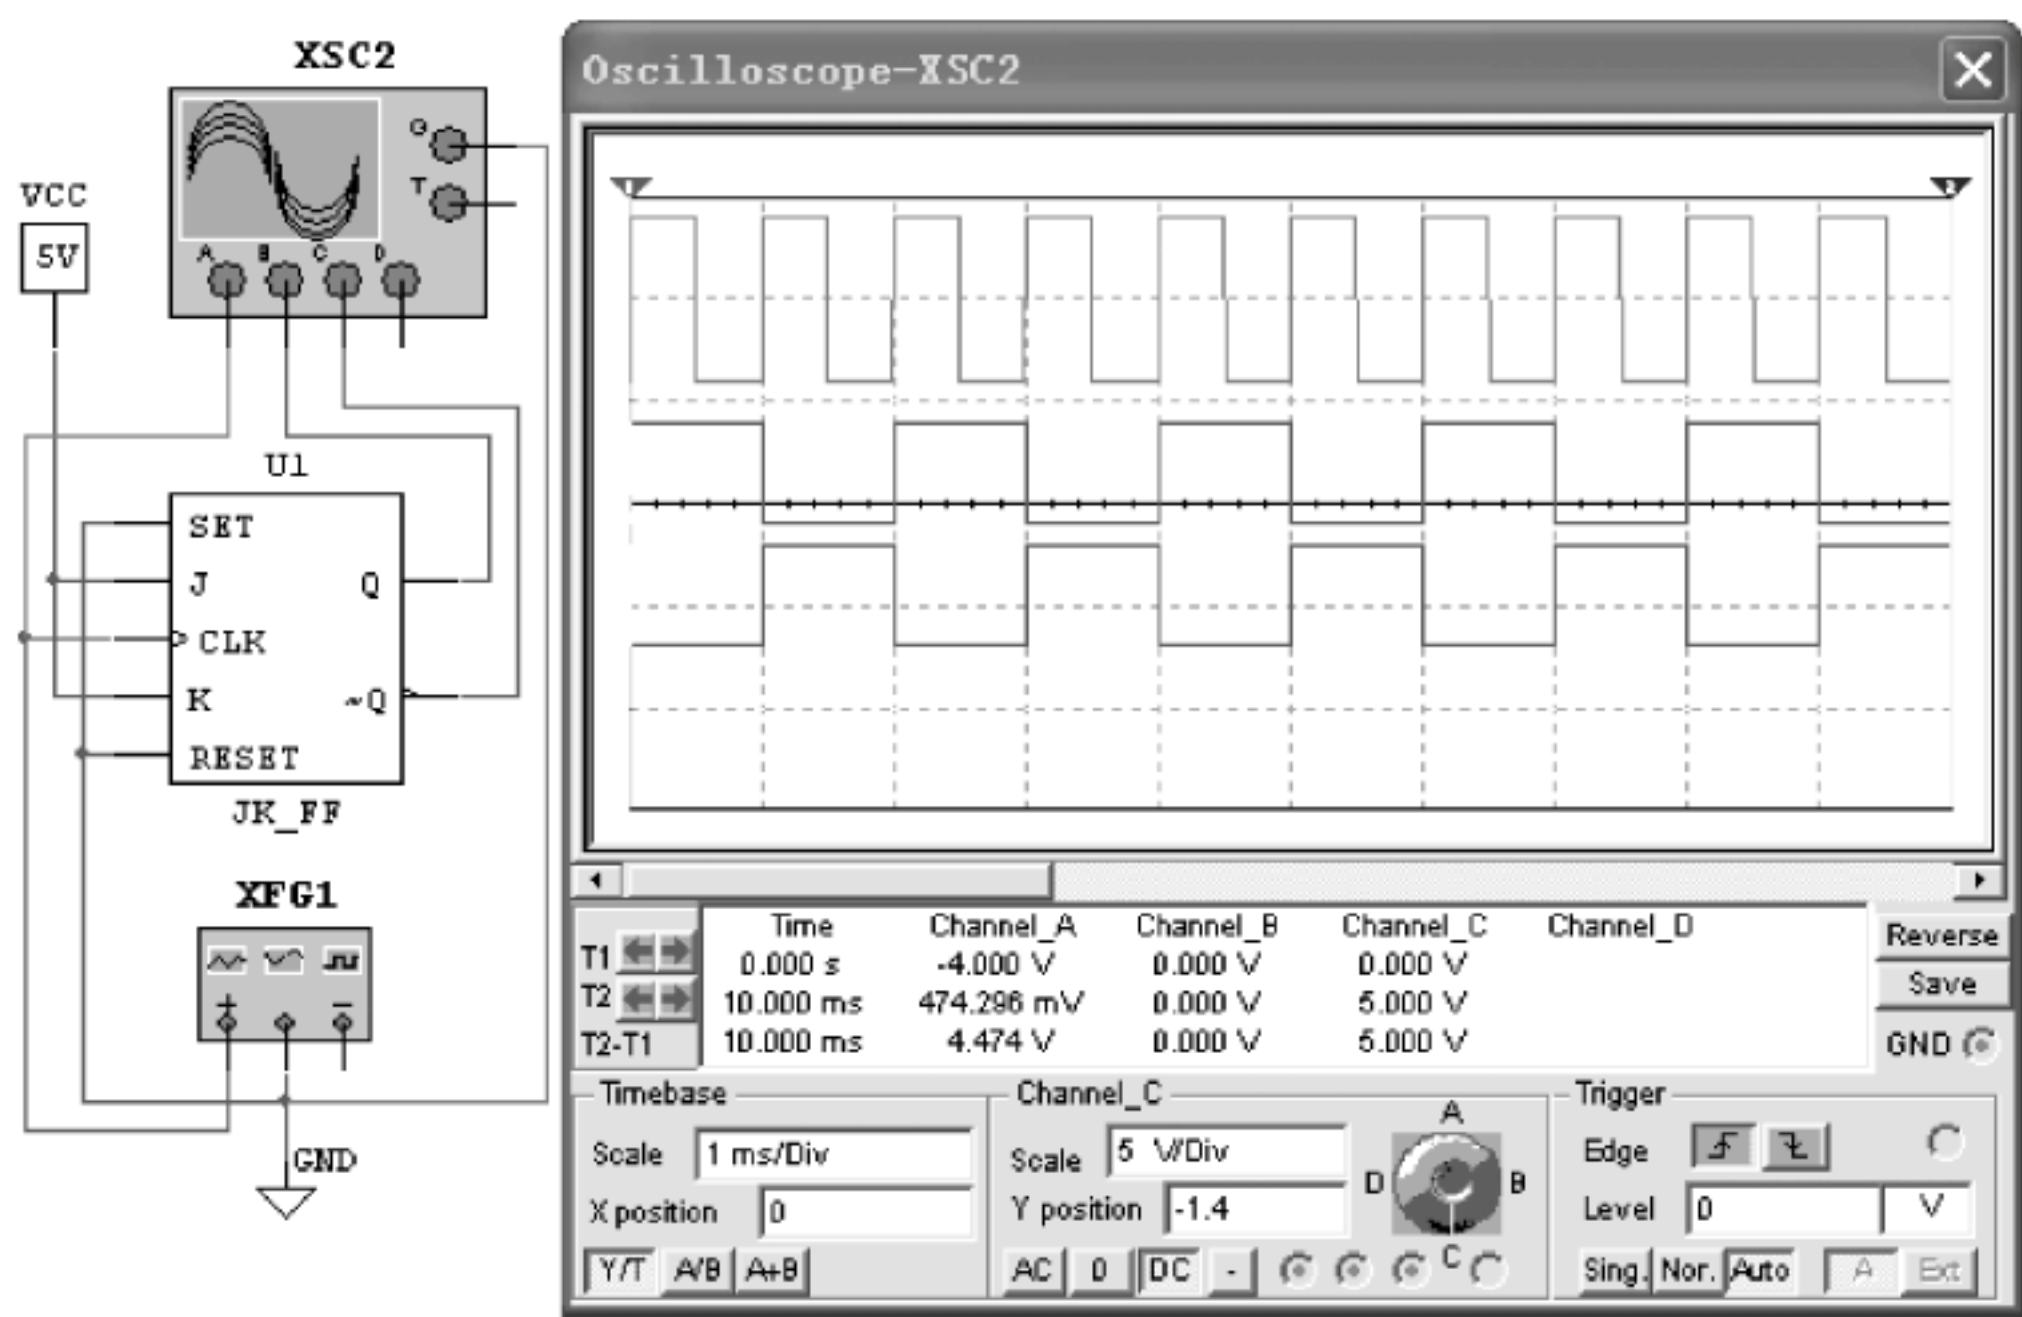 XSC2
G
T
A B C D
VCC
5V
U1
SET
J Q
CLK
K ~Q
RESET
JK_FF
XFG1
+ −
GND
Oscilloscope-XSC2
1 2
Time Channel_A Channel_B Channel_C Channel_D
T1 0.000 s -4.000 V 0.000 V 0.000 V
T2 10.000 ms 474.296 mV 0.000 V 5.000 V
T2-T1 10.000 ms 4.474 V 0.000 V 5.000 V
Reverse
Save
GND
Timebase
Scale 1 ms/Div
X position 0
Y/T A/B A+B
Channel_C
Scale 5 V/Div
Y position -1.4
AC 0 DC -
A
D B
C
Trigger
Edge
Level 0 V
Sing. Nor. Auto A Ext